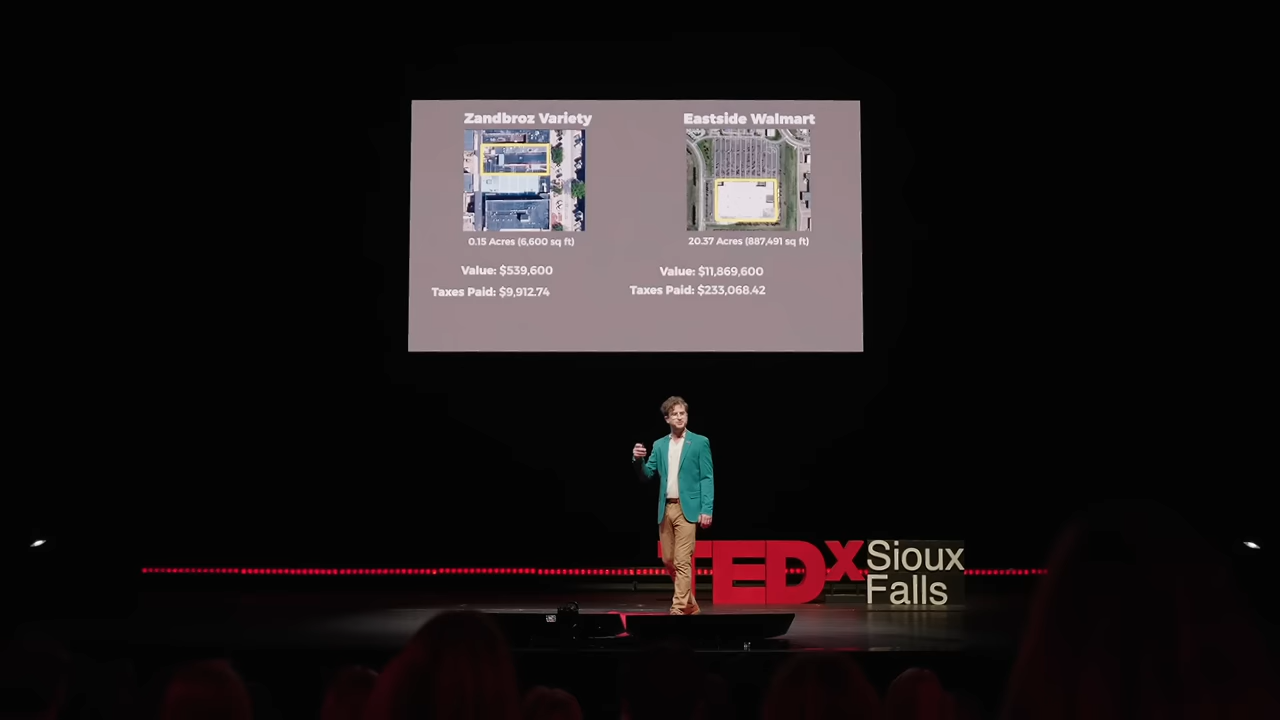 Zandbroz Variety
0.15 Acres (6,600 sq ft)
Value: $539,600
Taxes Paid: $9,912.74
Eastside Walmart
20.37 Acres (887,491 sq ft)
Value: $11,869,600
Taxes Paid: $233,068.42
TEDx
Sioux
Falls